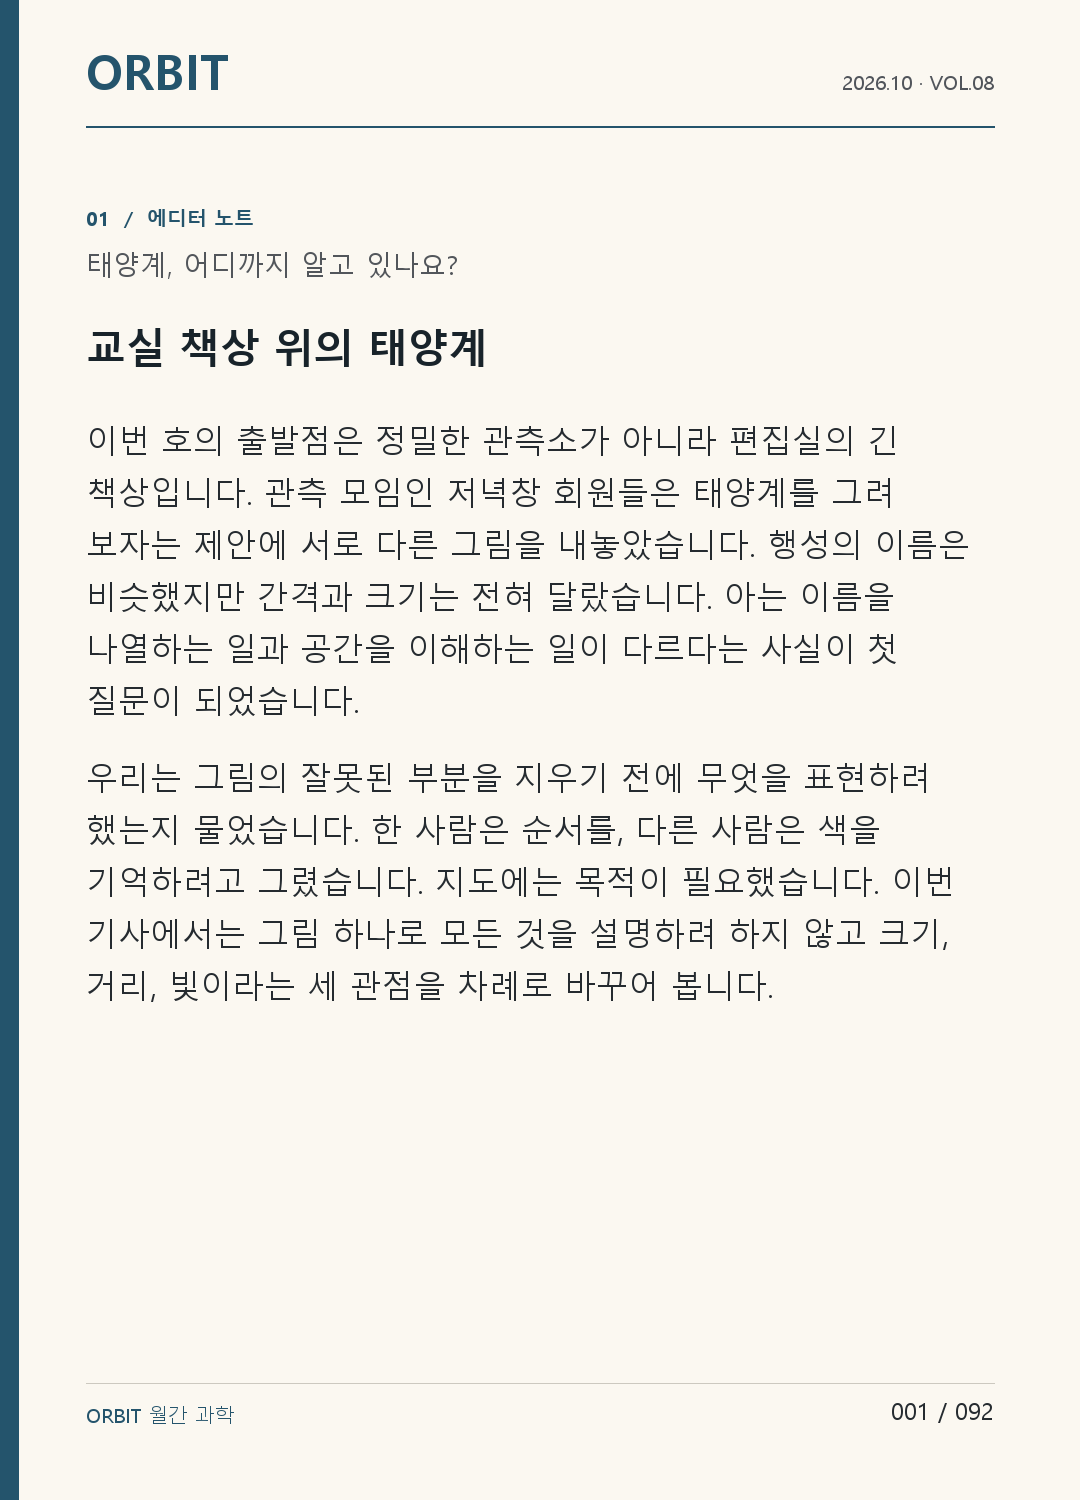 ORBIT
2026.10 · VOL.08
01 / 에디터 노트
태양계, 어디까지 알고 있나요?
교실 책상 위의 태양계
이번 호의 출발점은 정밀한 관측소가 아니라 편집실의 긴
책상입니다. 관측 모임인 저녁창 회원들은 태양계를 그려
보자는 제안에 서로 다른 그림을 내놓았습니다. 행성의 이름은
비슷했지만 간격과 크기는 전혀 달랐습니다. 아는 이름을
나열하는 일과 공간을 이해하는 일이 다르다는 사실이 첫
질문이 되었습니다.
우리는 그림의 잘못된 부분을 지우기 전에 무엇을 표현하려
했는지 물었습니다. 한 사람은 순서를, 다른 사람은 색을
기억하려고 그렸습니다. 지도에는 목적이 필요했습니다. 이번
기사에서는 그림 하나로 모든 것을 설명하려 하지 않고 크기,
거리, 빛이라는 세 관점을 차례로 바꾸어 봅니다.
ORBIT 월간 과학
001 / 092